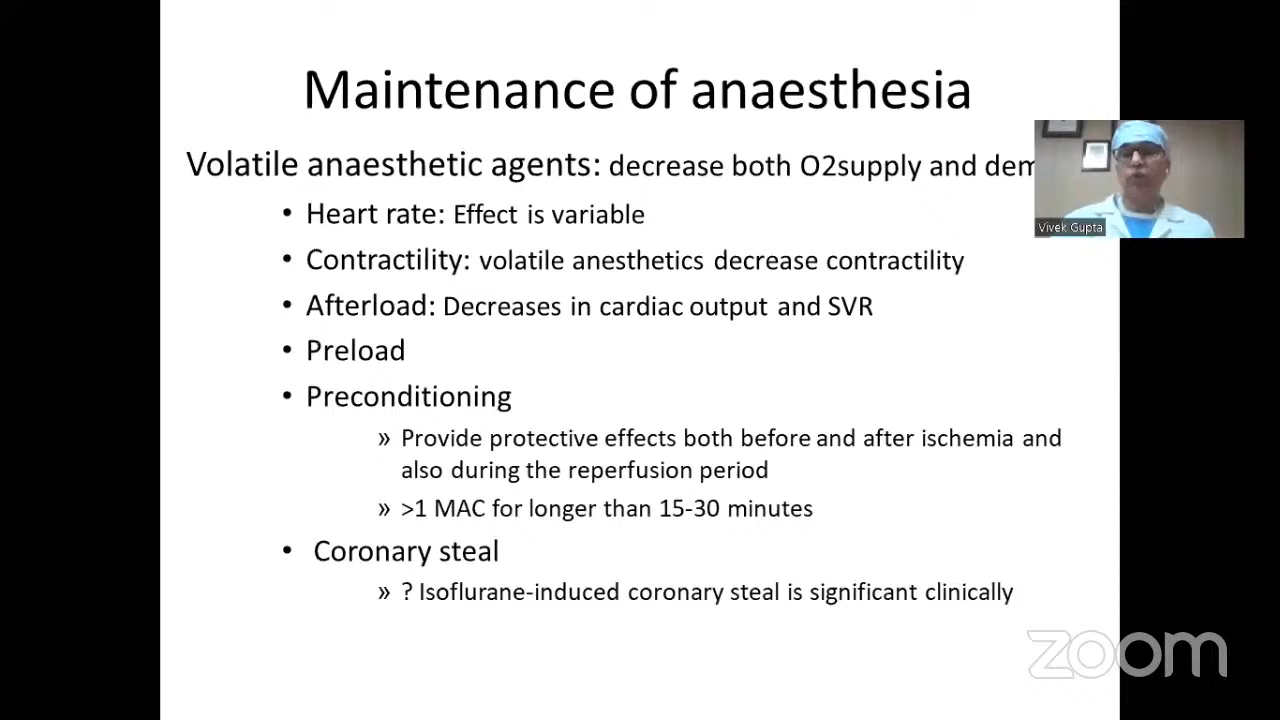 Maintenance of anaesthesia
Volatile anaesthetic agents: decrease both O2supply and
• Heart rate: Effect is variable
• Contractility: volatile anesthetics decrease contractility
• Afterload: Decreases in cardiac output and SVR
• Preload
• Preconditioning
» Provide protective effects both before and after ischemia and
also during the reperfusion period
» >1 MAC for longer than 15-30 minutes
• Coronary steal
» ? Isoflurane-induced coronary steal is significant clinically
Vivek Gupta
zoom